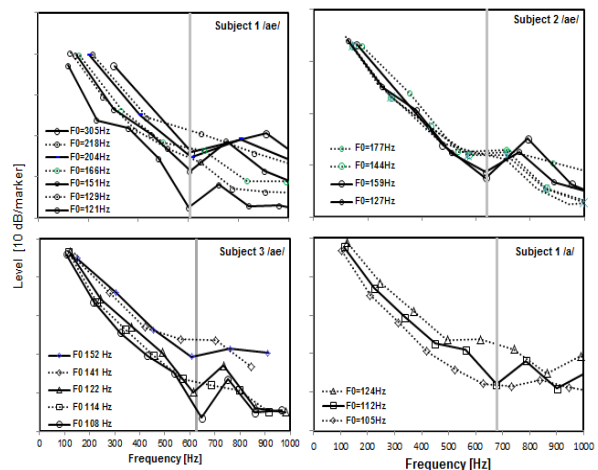 Subject 1 /ae/
F0=305Hz
F0=218Hz
F0=204Hz
F0=166Hz
F0=151Hz
F0=129Hz
F0=121Hz
Subject 2 /ae/
F0=177Hz
F0=144Hz
F0=159Hz
F0=127Hz
Level [10 dB/marker]
Subject 3 /ae/
F0 152 Hz
F0 141 Hz
F0 122 Hz
F0 114 Hz
F0 108 Hz
0 100 200 300 400 500 600 700 800 900 1000
Frequency [Hz]
Subject 1 /a/
F0=124Hz
F0=112Hz
F0=105Hz
0 100 200 300 400 500 600 700 800 900 1000
Frequency [Hz]